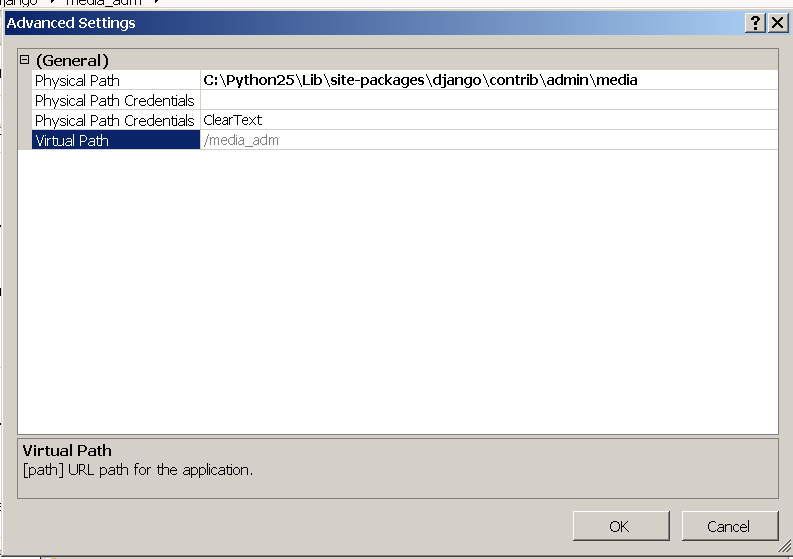 media_adm
Advanced Settings
(General)
Physical Path C:\Python25\Lib\site-packages\django\contrib\admin\media
Physical Path Credentials
Physical Path Credentials ClearText
Virtual Path /media_adm
Virtual Path
[path] URL path for the application.
OK Cancel